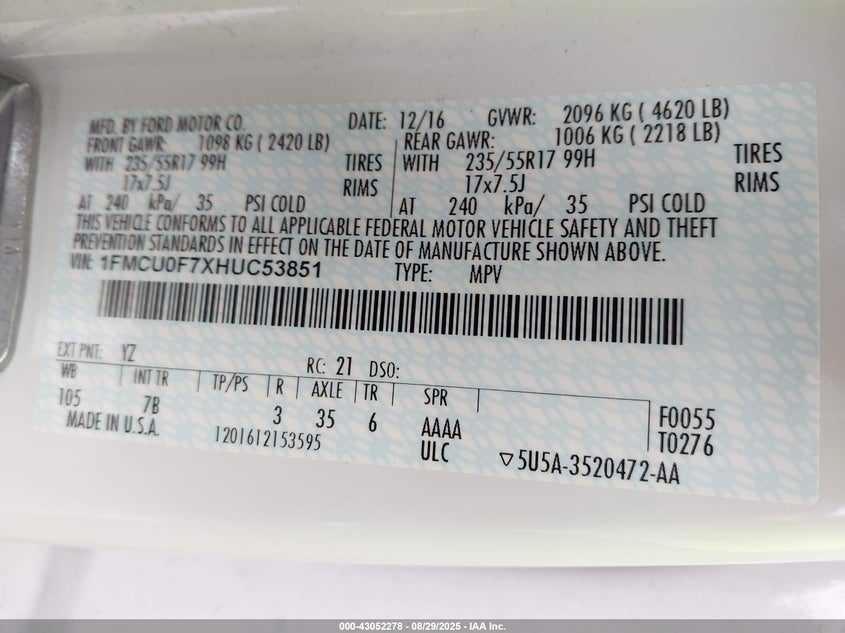 MFD. BY FORD MOTOR CO. DATE: 12/16 GVWR: 2096 KG ( 4620 LB)
FRONT GAWR: 1098 KG ( 2420 LB) REAR GAWR: 1006 KG ( 2218 LB)
WITH 235/55R17 99H TIRES WITH 235/55R17 99H TIRES
17x7.5J RIMS 17x7.5J RIMS
AT 240 kPa/ 35 PSI COLD AT 240 kPa/ 35 PSI COLD
THIS VEHICLE CONFORMS TO ALL APPLICABLE FEDERAL MOTOR VEHICLE SAFETY AND THEFT
PREVENTION STANDARDS IN EFFECT ON THE DATE OF MANUFACTURE SHOWN ABOVE.
VIN: 1FMCU0F7XHUC53851 TYPE: MPV
EXT PNT: YZ RC: 21 DSO:
WB INT TR TP/PS R AXLE TR SPR
105 7B 3 35 6 AAAA F0055
MADE IN U.S.A. 1201612153595 ULC T0276
▽5U5A-3520472-AA
000-43052278 - 08/29/2025 - IAA Inc.